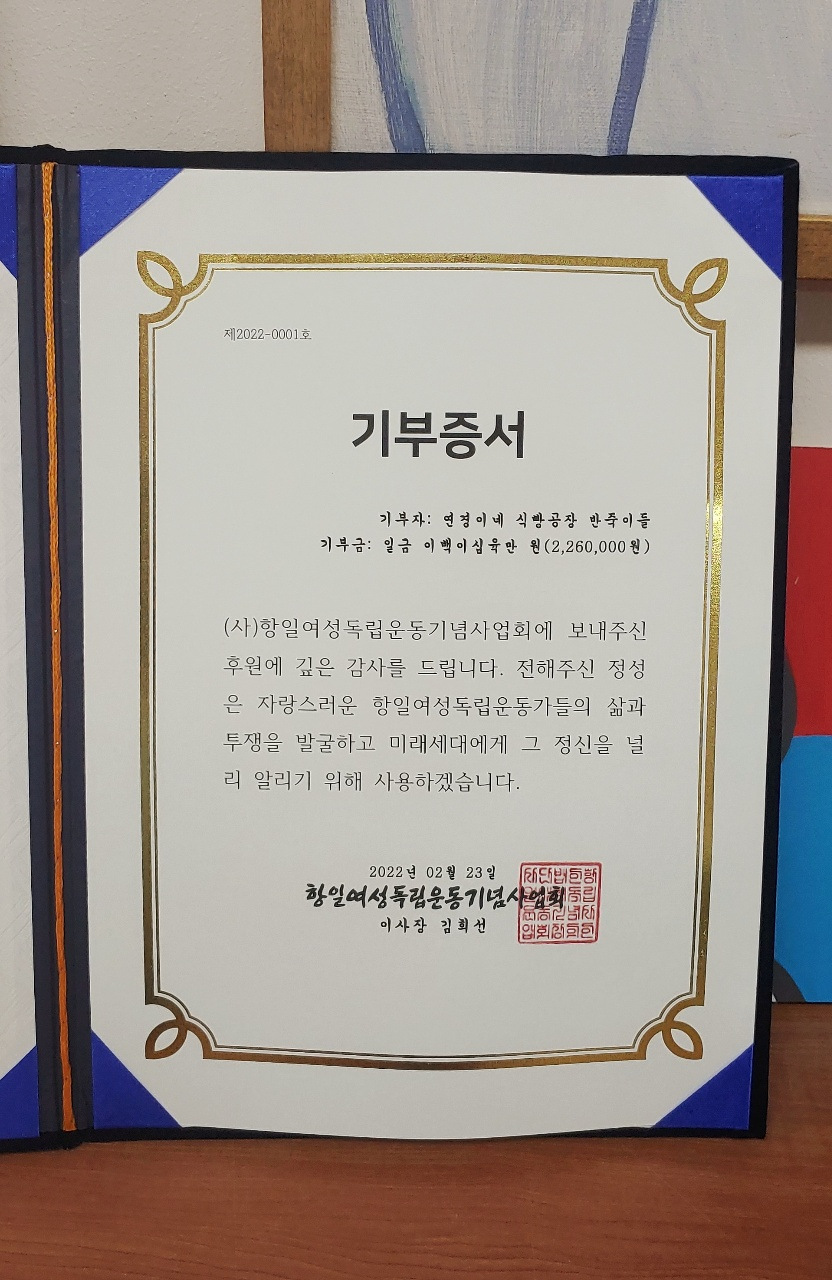 제2022-0001호
기부증서
기부자: 연경이네 식빵공장 반죽이들
기부금: 일금 이백이십육만 원(2,260,000원)
(사)항일여성독립운동기념사업회에 보내주신
후원에 깊은 감사를 드립니다. 전해주신 정성
은 자랑스러운 항일여성독립운동가들의 삶과
투쟁을 발굴하고 미래세대에게 그 정신을 널
리 알리기 위해 사용하겠습니다.
2022년 02월 23일
항일여성독립운동기념사업회
이사장 김희선